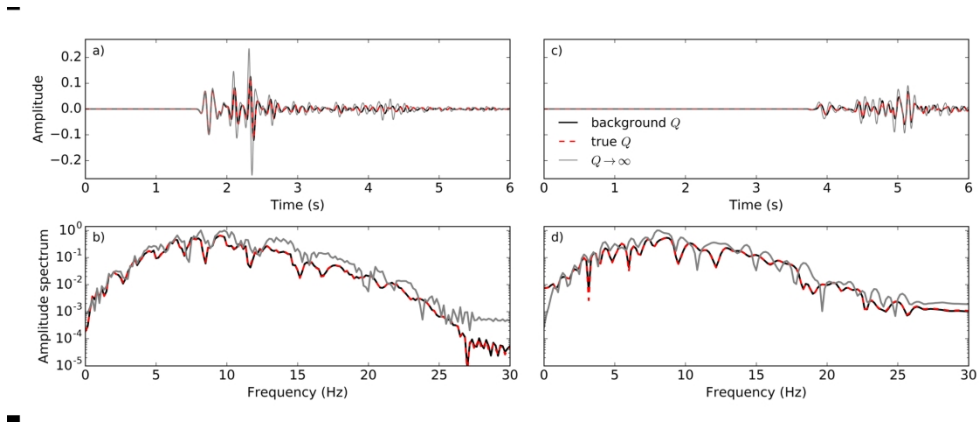 a)
0.2
0.1
0.0
−0.1
−0.2
Amplitude
0 1 2 3 4 5 6
Time (s)
c)
background Q
true Q
Q → ∞
0 1 2 3 4 5 6
Time (s)
b)
10^0
10^-1
10^-2
10^-3
10^-4
10^-5
Amplitude spectrum
0 5 10 15 20 25 30
Frequency (Hz)
d)
0 5 10 15 20 25 30
Frequency (Hz)